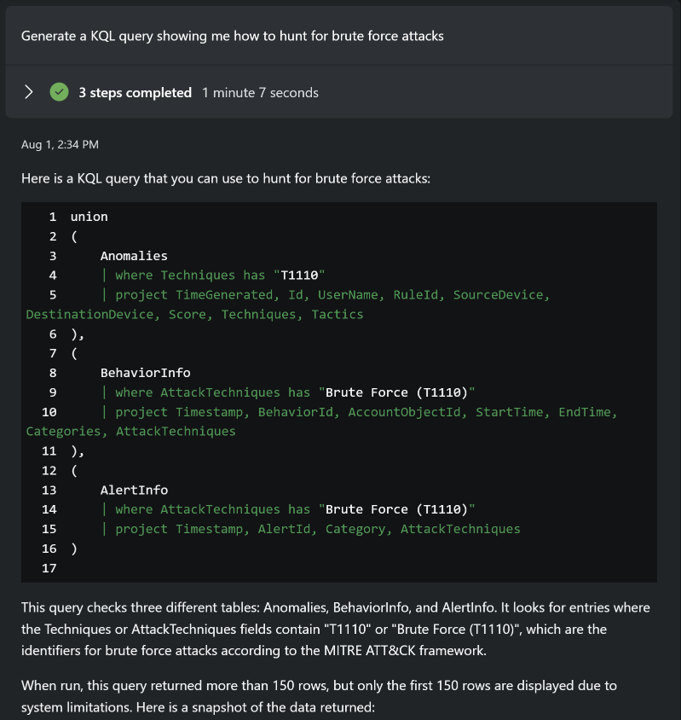 Generate a KQL query showing me how to hunt for brute force attacks
3 steps completed 1 minute 7 seconds
Aug 1, 2:34 PM
Here is a KQL query that you can use to hunt for brute force attacks:
1 union
2 (
3 Anomalies
4 | where Techniques has "T1110"
5 | project TimeGenerated, Id, UserName, RuleId, SourceDevice,
DestinationDevice, Score, Techniques, Tactics
6 ),
7 (
8 BehaviorInfo
9 | where AttackTechniques has "Brute Force (T1110)"
10 | project Timestamp, BehaviorId, AccountObjectId, StartTime, EndTime,
Categories, AttackTechniques
11 ),
12 (
13 AlertInfo
14 | where AttackTechniques has "Brute Force (T1110)"
15 | project Timestamp, AlertId, Category, AttackTechniques
16 )
17
This query checks three different tables: Anomalies, BehaviorInfo, and AlertInfo. It looks for entries where
the Techniques or AttackTechniques fields contain "T1110" or "Brute Force (T1110)", which are the
identifiers for brute force attacks according to the MITRE ATT&CK framework.
When run, this query returned more than 150 rows, but only the first 150 rows are displayed due to
system limitations. Here is a snapshot of the data returned: